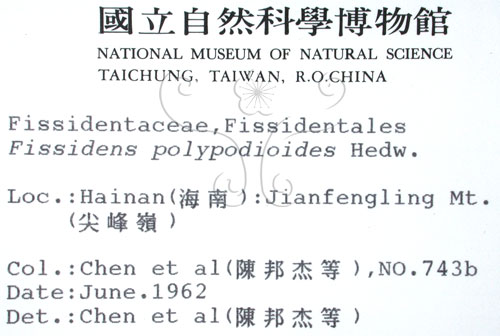 國立自然科學博物館
NATIONAL MUSEUM OF NATURAL SCIENCE
TAICHUNG, TAIWAN, R.O.CHINA
Fissidentaceae,Fissidentales
Fissidens polypodioides Hedw.
Loc.:Hainan(海南):Jianfengling Mt.
(尖峰嶺)
Col.:Chen et al(陳邦杰等),NO.743b
Date:June.1962
Det.:Chen et al(陳邦杰等)